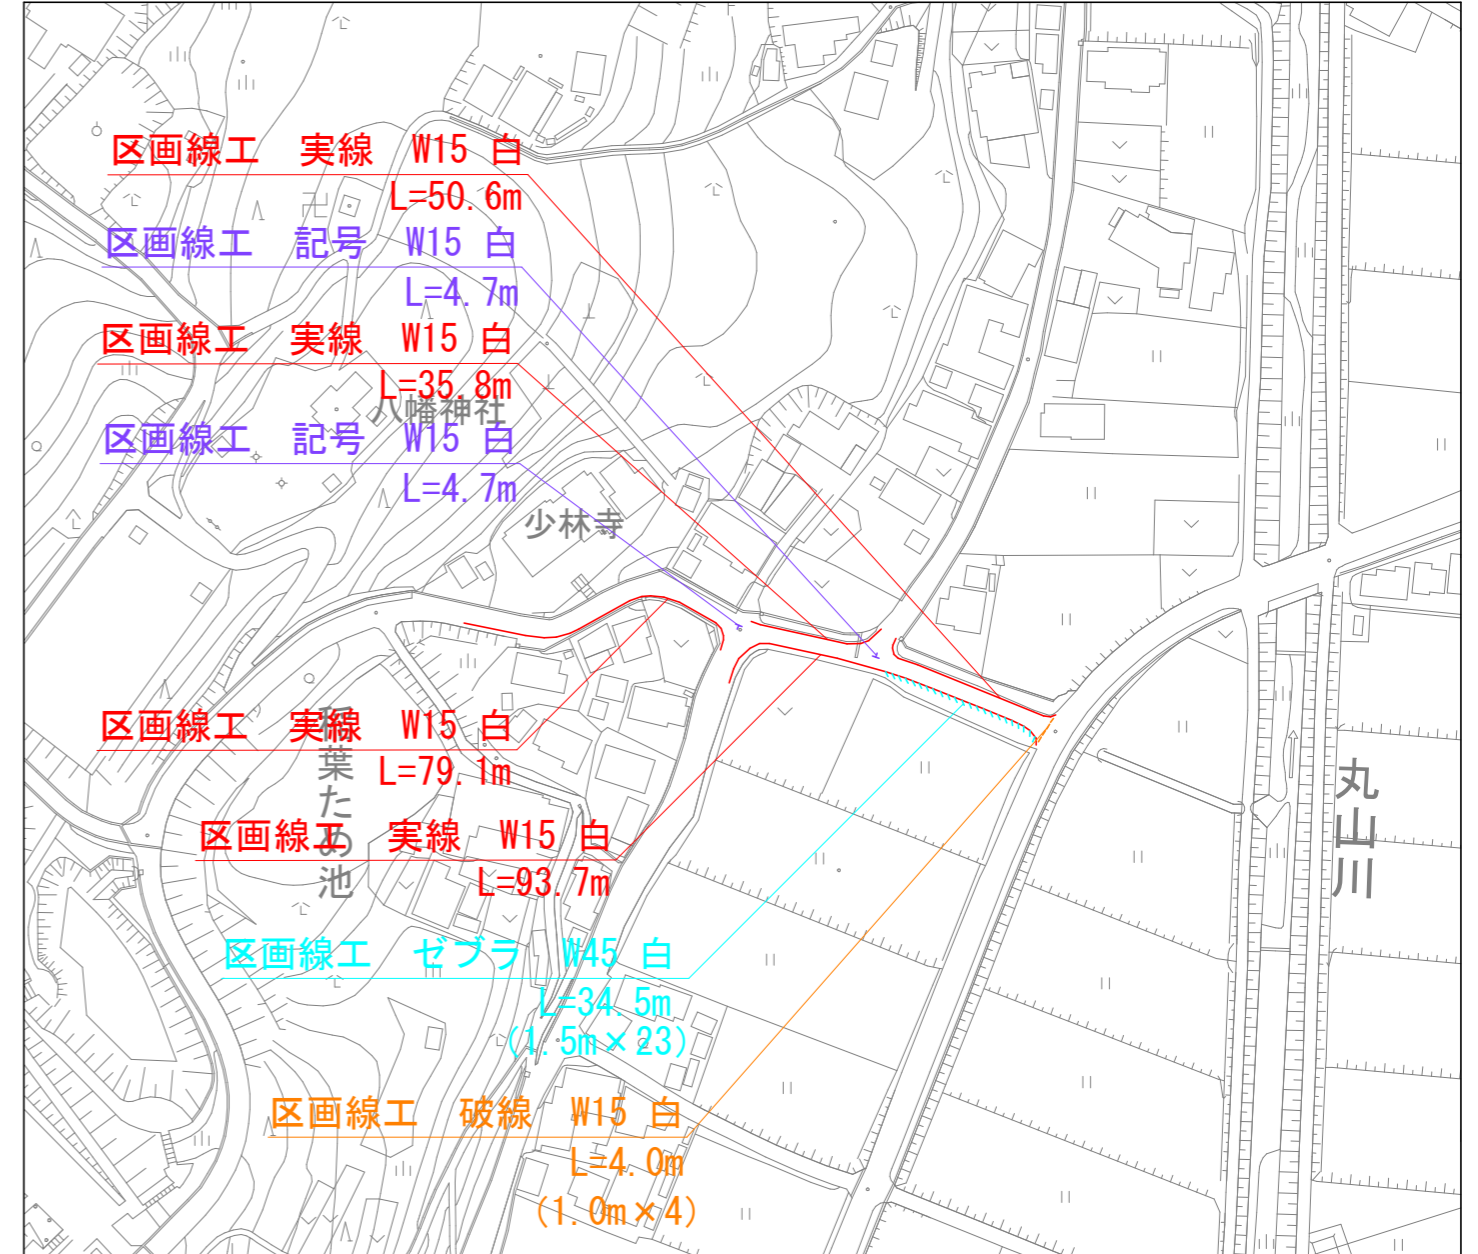 区画線工 実線 W15 白
L=50.6m
区画線工 記号 W15 白
L=4.7m
区画線工 実線 W15 白
L=35.8m
八幡神社
区画線工 記号 W15 白
L=4.7m
少林寺
区画線工 実線 W15 白
L=79.1m
稲葉ため池
丸山川
区画線工 実線 W15 白
L=93.7m
区画線工 ゼブラ W45 白
L=34.5m
(1.5m×23)
区画線工 破線 W15 白
L=4.0m
(1.0m×4)